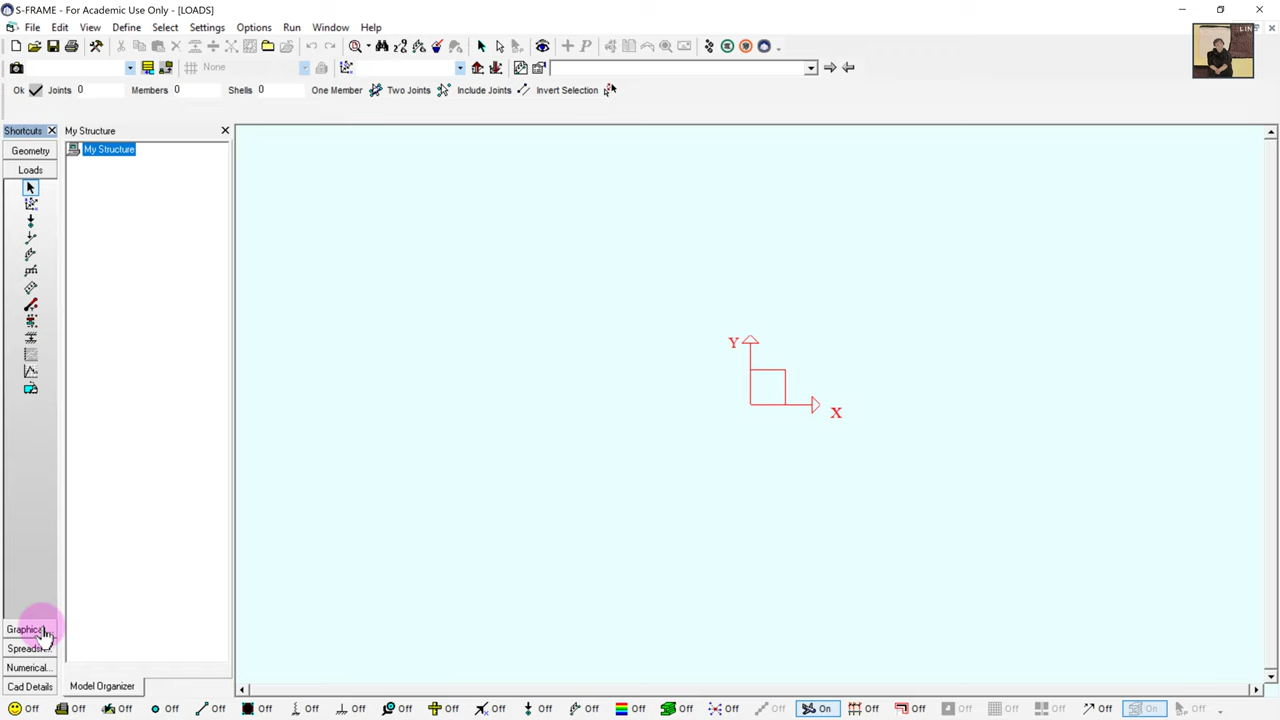 S-FRAME - For Academic Use Only - [LOADS]
File Edit View Define Select Settings Options Run Window Help
LIN
None
Ok Joints 0 Members 0 Shells 0 One Member Two Joints Include Joints Invert Selection
Shortcuts My Structure
Geometry My Structure
Loads
Y
X
Graphical
Spreadsh...
Numerical...
Cad Details Model Organizer
Off Off Off Off Off Off Off Off Off Off Off Off Off Off Off Off Off On Off Off Off Off Off Off On Off